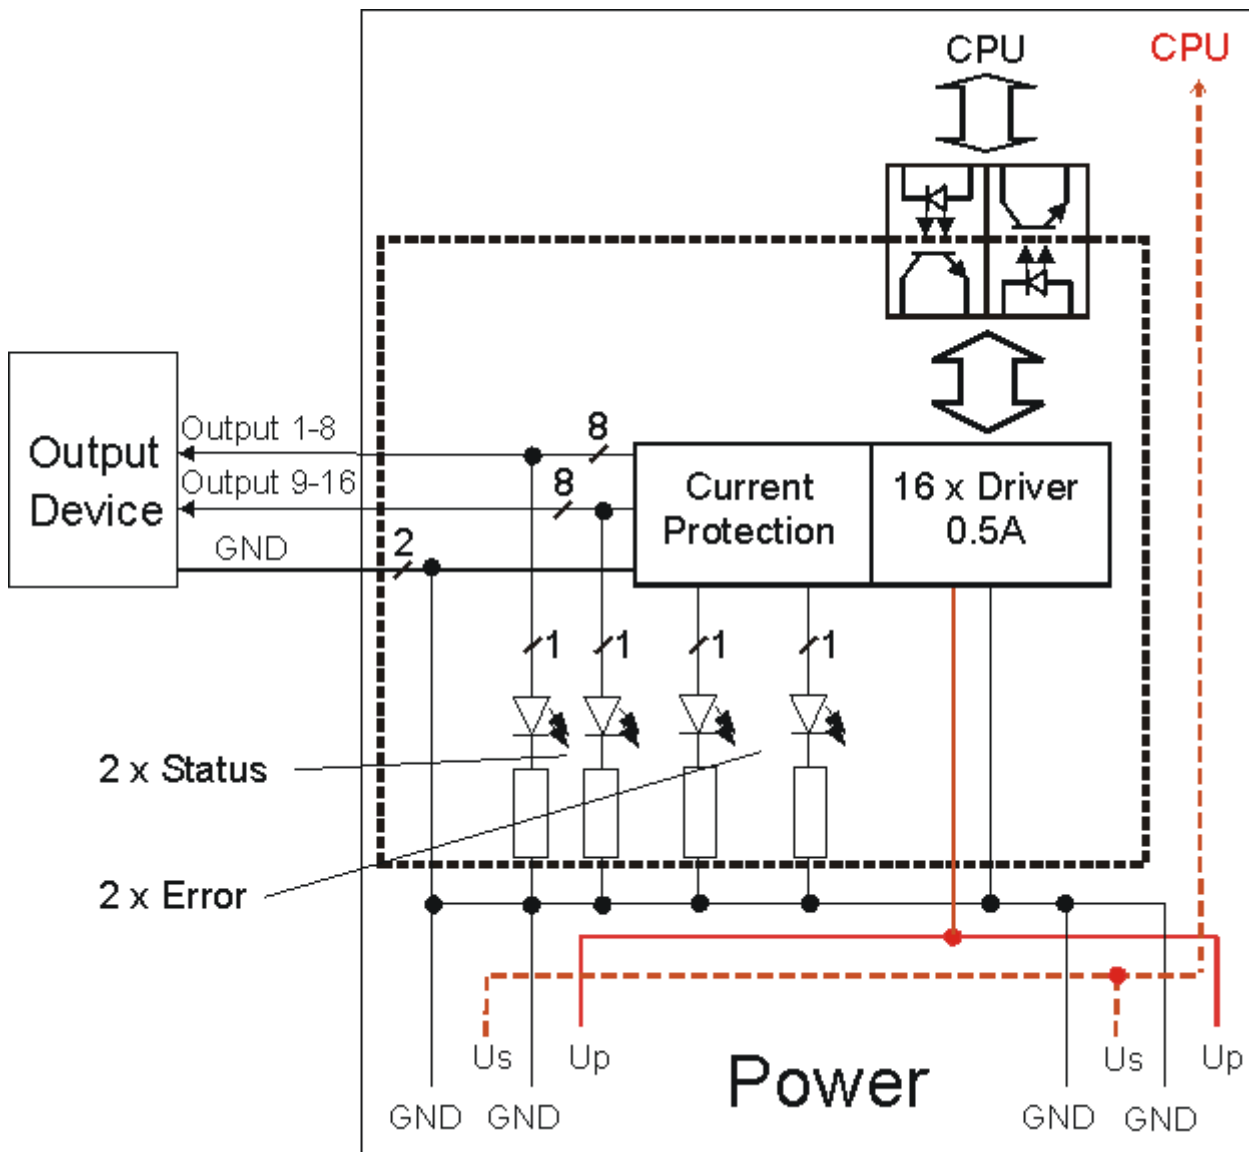 CPU
CPU
Output 1-8
8
Output
Device
Output 9-16
8
Current
Protection
16 x Driver
0.5A
GND
2
1
1
1
1
2 x Status
2 x Error
Us
Up
Us
Up
Power
GND
GND
GND
GND